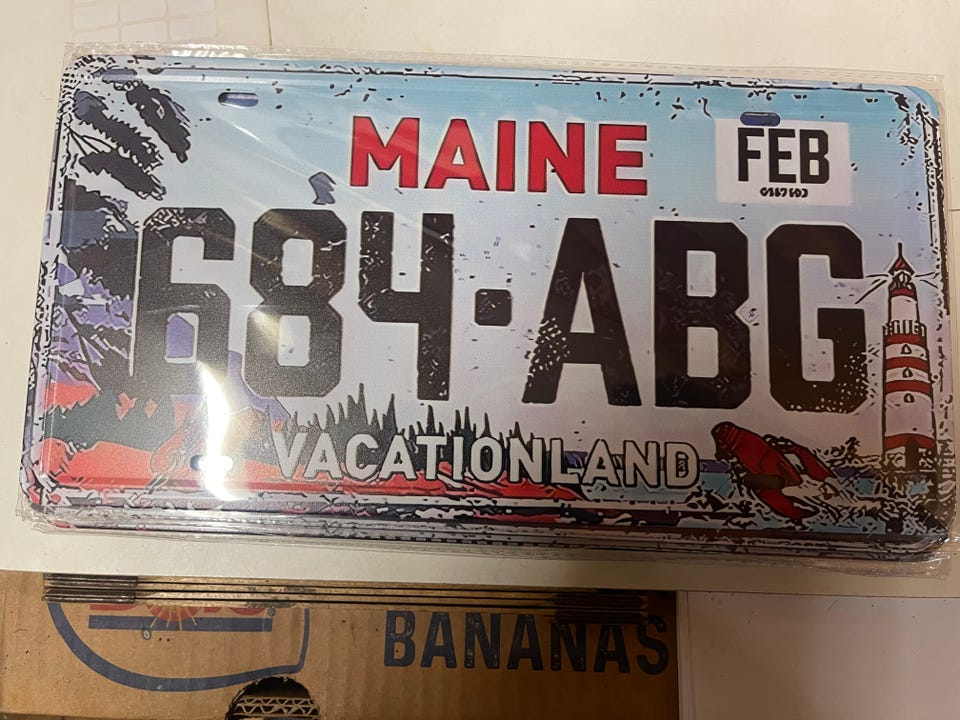 MAINE
FEB
684·ABG
VACATIONLAND
BANANAS